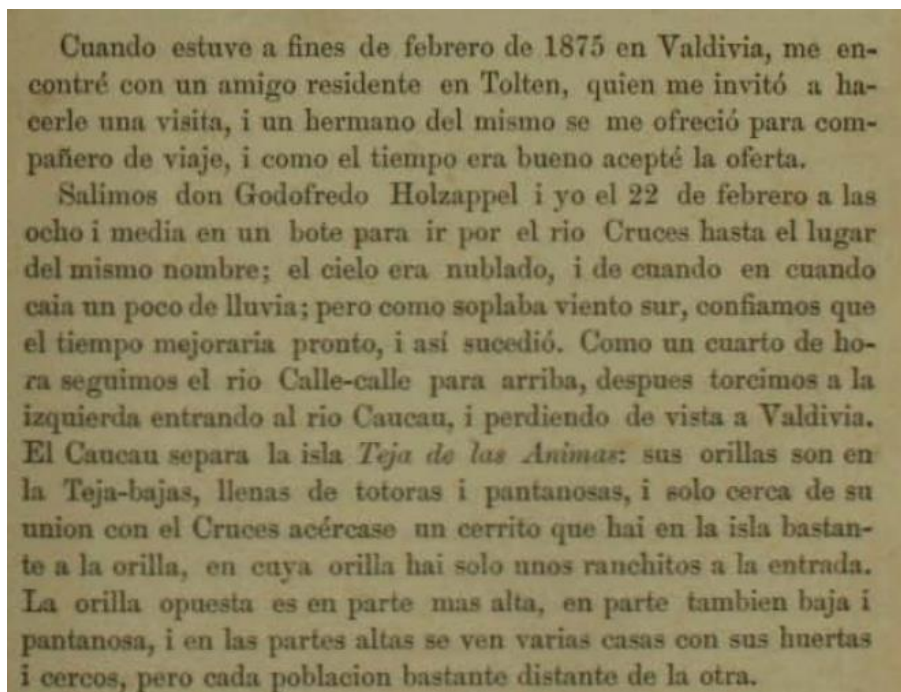 Cuando estuve a fines de febrero de 1875 en Valdivia, me en-
contré con un amigo residente en Tolten, quien me invitó a ha-
cerle una visita, i un hermano del mismo se me ofreció para com-
pañero de viaje, i como el tiempo era bueno acepté la oferta.
Salimos don Godofredo Holzappel i yo el 22 de febrero a las
ocho i media en un bote para ir por el rio Cruces hasta el lugar
del mismo nombre; el cielo era nublado, i de cuando en cuando
caia un poco de lluvia; pero como soplaba viento sur, confiamos que
el tiempo mejoraria pronto, i así sucedió. Como un cuarto de ho-
ra seguimos el rio Calle-calle para arriba, despues torcimos a la
izquierda entrando al rio Caucau, i perdiendo de vista a Valdivia.
El Caucau separa la isla Teja de las Animas: sus orillas son en
la Teja-bajas, llenas de totoras i pantanosas, i solo cerca de su
union con el Cruces acércase un cerrito que hai en la isla bastan-
te a la orilla, en cuya orilla hai solo unos ranchitos a la entrada.
La orilla opuesta es en parte mas alta, en parte tambien baja i
pantanosa, i en las partes altas se ven varias casas con sus huertas
i cercos, pero cada poblacion bastante distante de la otra.